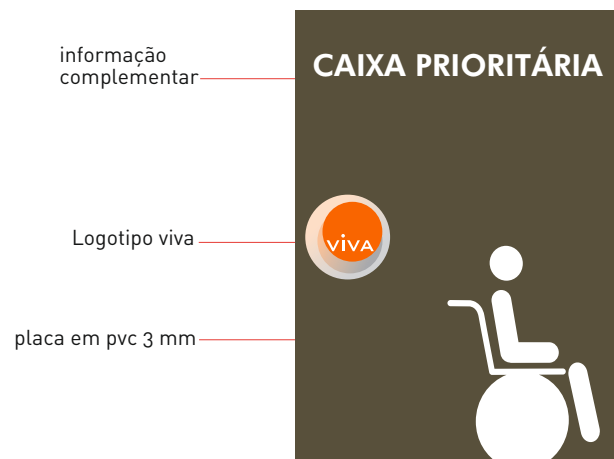 informação
complementar
CAIXA PRIORITÁRIA
Logotipo viva
viva
placa em pvc 3 mm